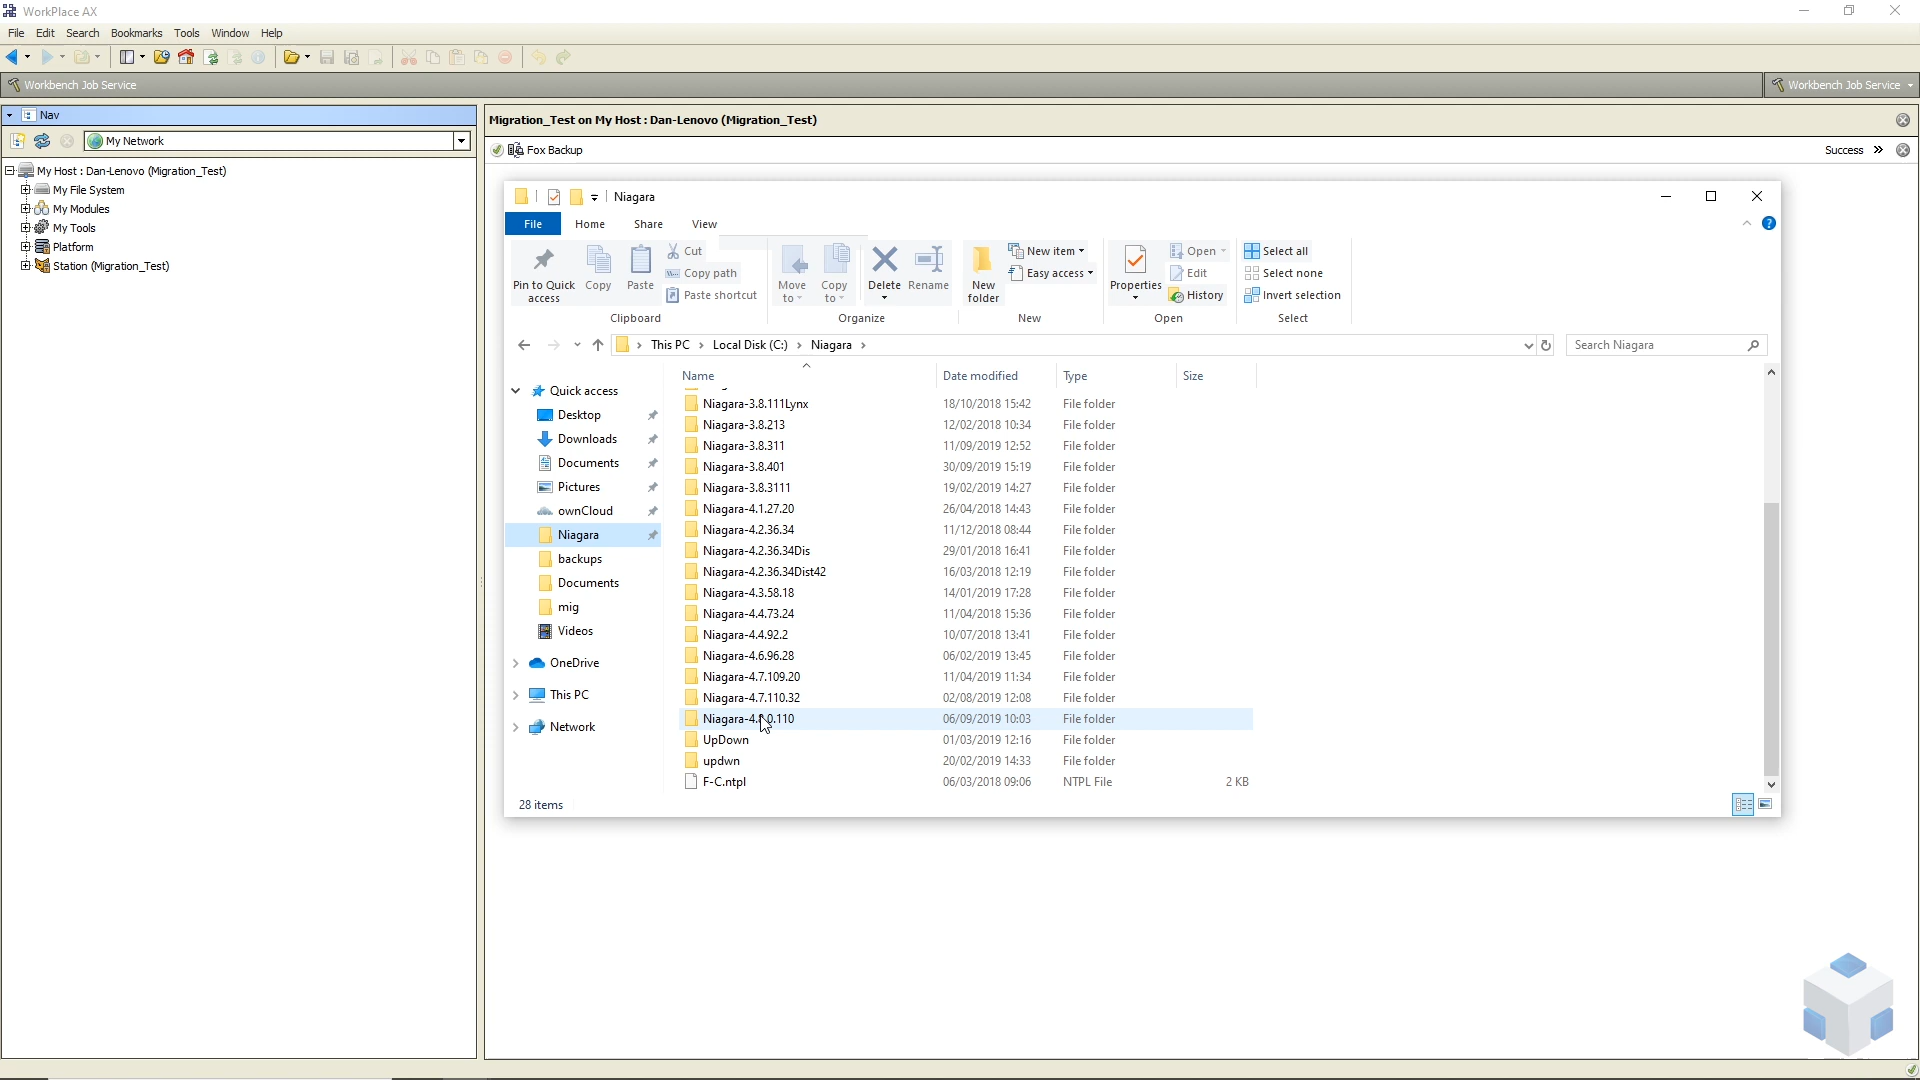 WorkPlace AX
File Edit Search Bookmarks Tools Window Help
Workbench Job Service
Workbench Job Service
Nav
My Network
My Host : Dan-Lenovo (Migration_Test)
My File System
My Modules
My Tools
Platform
Station (Migration_Test)
Migration_Test on My Host : Dan-Lenovo (Migration_Test)
Fox Backup
Success »
Niagara
File Home Share View
Pin to Quick access
Copy
Paste
Cut
Copy path
Paste shortcut
Clipboard
Move to
Copy to
Delete
Rename
Organize
New folder
New item
Easy access
New
Properties
Open
Edit
History
Open
Select all
Select none
Invert selection
Select
This PC > Local Disk (C:) > Niagara >
Search Niagara
Quick access
Desktop
Downloads
Documents
Pictures
ownCloud
Niagara
backups
Documents
mig
Videos
OneDrive
This PC
Network
Name Date modified Type Size
Niagara-3.8.111Lynx 18/10/2018 15:42 File folder
Niagara-3.8.213 12/02/2018 10:34 File folder
Niagara-3.8.311 11/09/2019 12:52 File folder
Niagara-3.8.401 30/09/2019 15:19 File folder
Niagara-3.8.3111 19/02/2019 14:27 File folder
Niagara-4.1.27.20 26/04/2018 14:43 File folder
Niagara-4.2.36.34 11/12/2018 08:44 File folder
Niagara-4.2.36.34Dis 29/01/2018 16:41 File folder
Niagara-4.2.36.34Dist42 16/03/2018 12:19 File folder
Niagara-4.3.58.18 14/01/2019 17:28 File folder
Niagara-4.4.73.24 11/04/2018 15:36 File folder
Niagara-4.4.92.2 10/07/2018 13:41 File folder
Niagara-4.6.96.28 06/02/2019 13:45 File folder
Niagara-4.7.109.20 11/04/2019 11:34 File folder
Niagara-4.7.110.32 02/08/2019 12:08 File folder
Niagara-4.8.0.110 06/09/2019 10:03 File folder
UpDown 01/03/2019 12:16 File folder
updwn 20/02/2019 14:33 File folder
F-C.ntpl 06/03/2018 09:06 NTPL File 2 KB
28 items